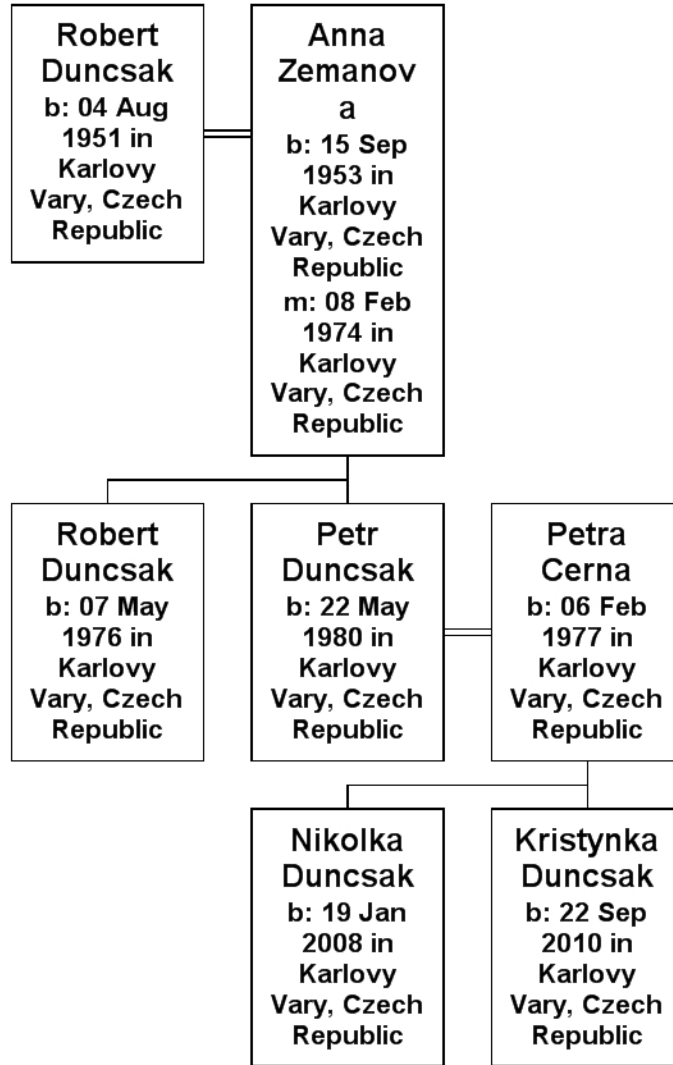 Robert
Duncsak
b: 04 Aug
1951 in
Karlovy
Vary, Czech
Republic
Anna
Zemanov
a
b: 15 Sep
1953 in
Karlovy
Vary, Czech
Republic
m: 08 Feb
1974 in
Karlovy
Vary, Czech
Republic
Robert
Duncsak
b: 07 May
1976 in
Karlovy
Vary, Czech
Republic
Petr
Duncsak
b: 22 May
1980 in
Karlovy
Vary, Czech
Republic
Petra
Cerna
b: 06 Feb
1977 in
Karlovy
Vary, Czech
Republic
Nikolka
Duncsak
b: 19 Jan
2008 in
Karlovy
Vary, Czech
Republic
Kristynka
Duncsak
b: 22 Sep
2010 in
Karlovy
Vary, Czech
Republic